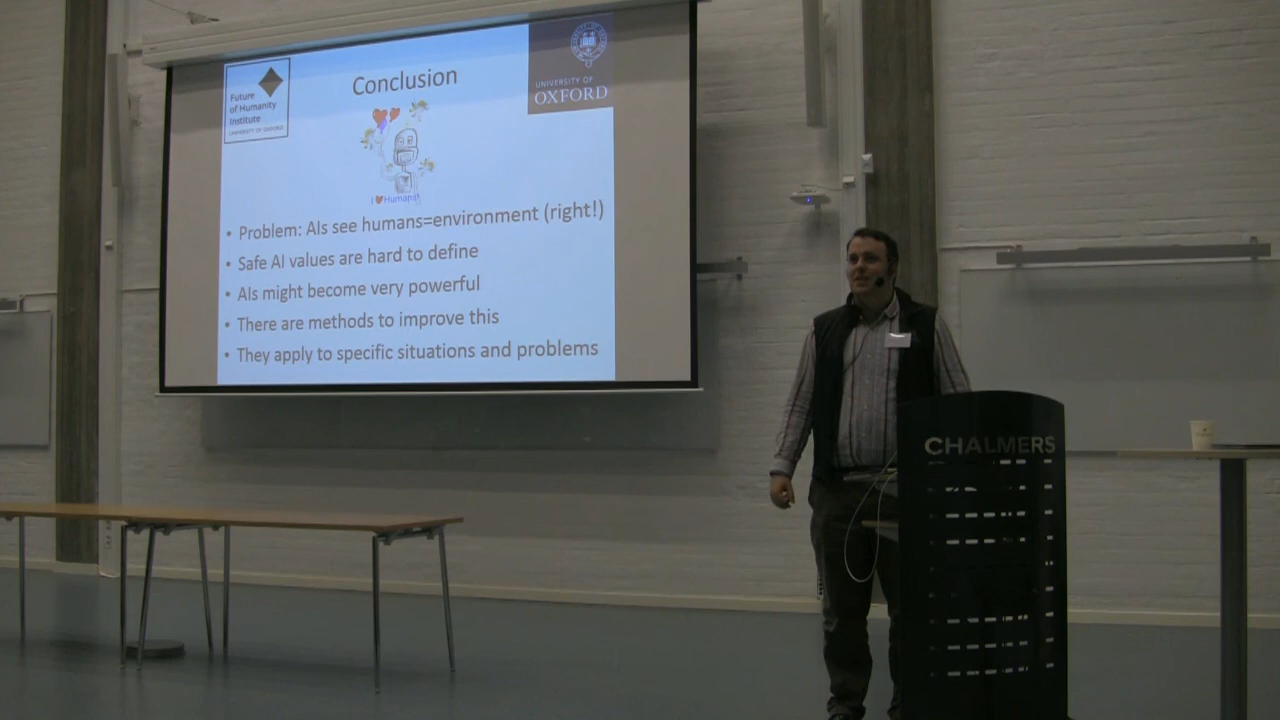 Future
of Humanity
Institute
UNIVERSITY OF OXFORD
Conclusion
UNIVERSITY OF
OXFORD
I ❤ Humans!
• Problem: AIs see humans=environment (right!)
• Safe AI values are hard to define
• AIs might become very powerful
• There are methods to improve this
• They apply to specific situations and problems
CHALMERS